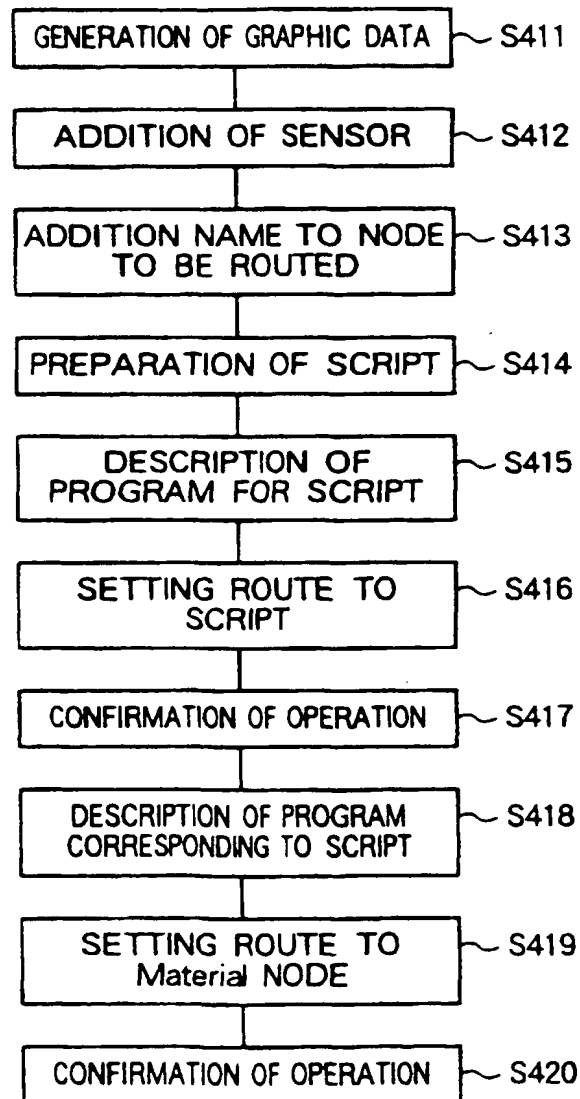 GENERATION OF GRAPHIC DATA ~ S411
ADDITION OF SENSOR ~ S412
ADDITION NAME TO NODE ~ S413
TO BE ROUTED
PREPARATION OF SCRIPT ~ S414
DESCRIPTION OF ~ S415
PROGRAM FOR SCRIPT
SETTING ROUTE TO ~ S416
SCRIPT
CONFIRMATION OF OPERATION ~ S417
DESCRIPTION OF PROGRAM ~ S418
CORRESPONDING TO SCRIPT
SETTING ROUTE TO ~ S419
Material NODE
CONFIRMATION OF OPERATION ~ S420